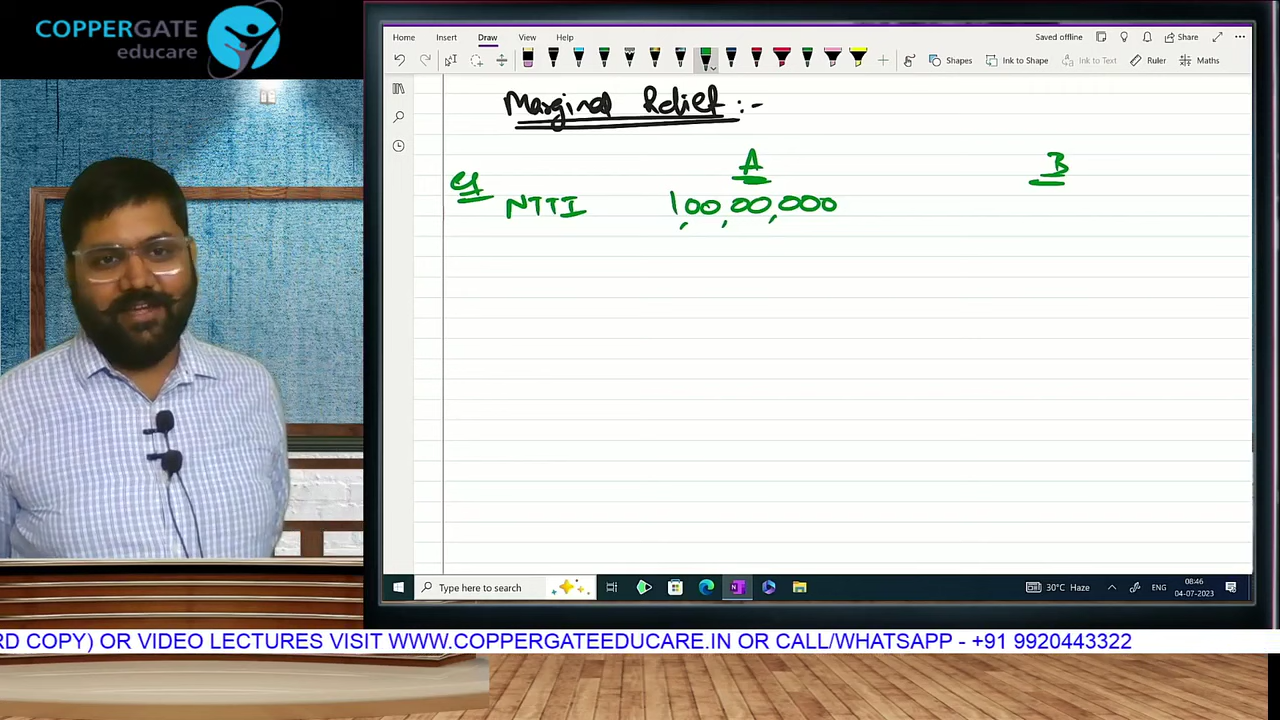 COPPERGATE
educare
Home Insert Draw View Help
Saved offline
Share
Shapes
Ink to Shape
Ink to Text
Ruler
Maths
Marginal Relief :-
A B
eg
NTTI 1,00,00,000
Type here to search
30°C Haze
ENG
08:46
04-07-2023
RD COPY) OR VIDEO LECTURES VISIT WWW.COPPERGATEEDUCARE.IN OR CALL/WHATSAPP - +91 9920443322